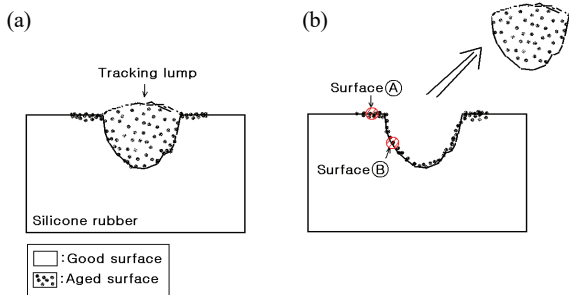 (a)
Tracking lump
Silicone rubber
:Good surface
:Aged surface
(b)
Surface Ⓐ
Surface Ⓑ